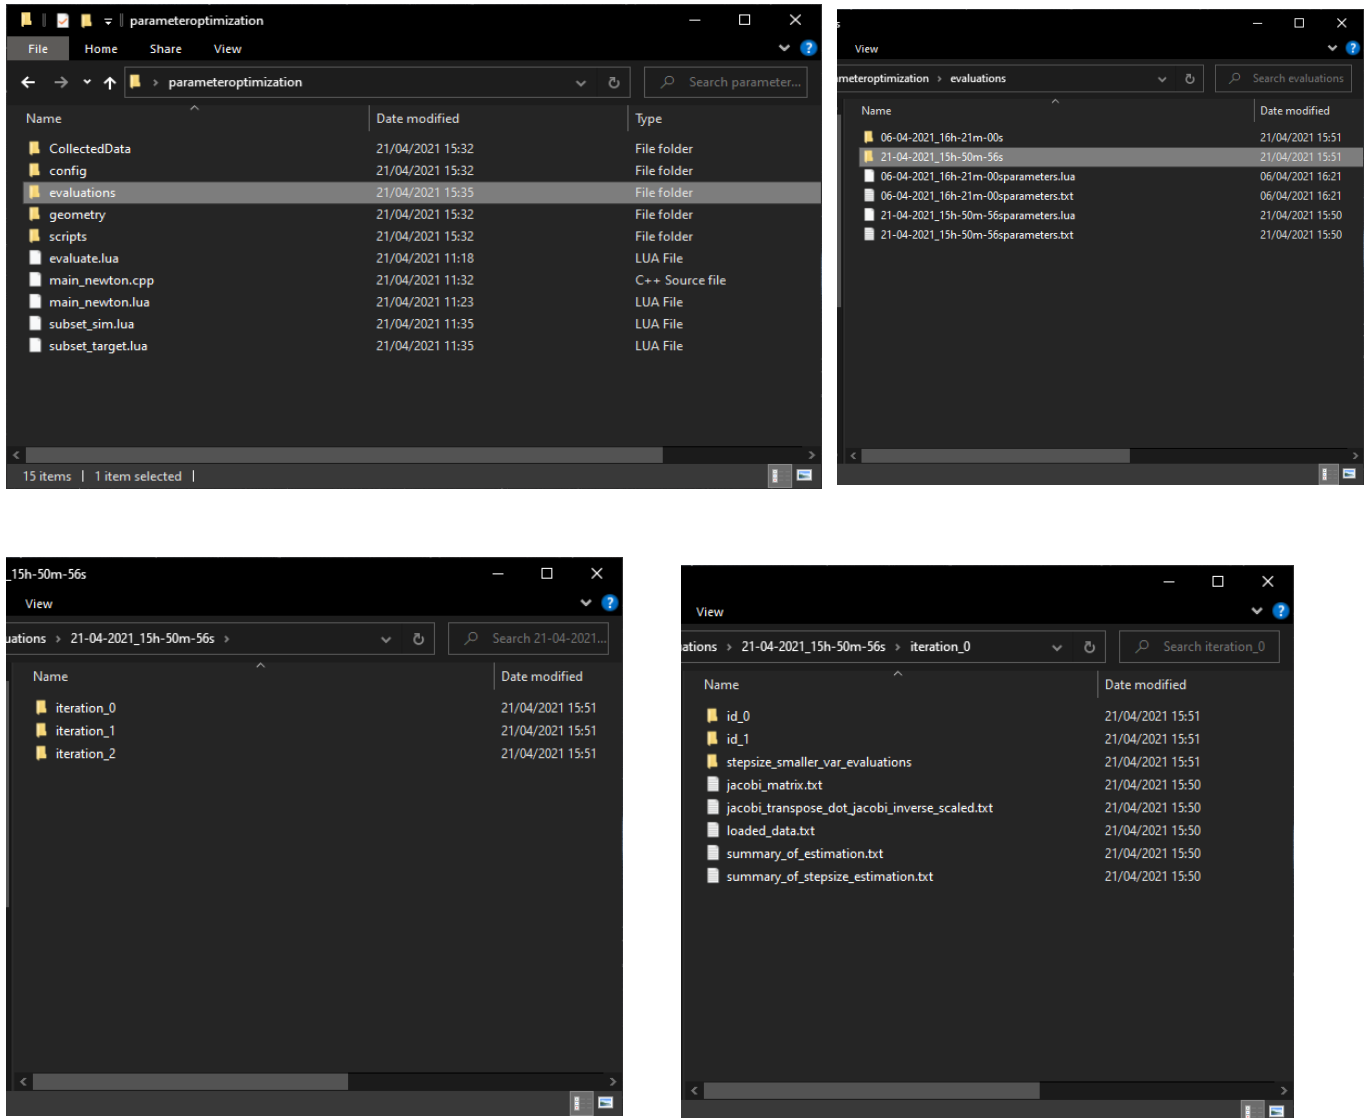 parameteroptimization
File Home Share View
parameteroptimization
Search parameter...
Name Date modified Type
CollectedData 21/04/2021 15:32 File folder
config 21/04/2021 15:32 File folder
evaluations 21/04/2021 15:35 File folder
geometry 21/04/2021 15:32 File folder
scripts 21/04/2021 15:32 File folder
evaluate.lua 21/04/2021 11:18 LUA File
main_newton.cpp 21/04/2021 11:32 C++ Source file
main_newton.lua 21/04/2021 11:23 LUA File
subset_sim.lua 21/04/2021 11:35 LUA File
subset_target.lua 21/04/2021 11:35 LUA File
15 items 1 item selected
s
View
meteroptimization > evaluations
Search evaluations
Name Date modified
06-04-2021_16h-21m-00s 21/04/2021 15:51
21-04-2021_15h-50m-56s 21/04/2021 15:51
06-04-2021_16h-21m-00sparameters.lua 06/04/2021 16:21
06-04-2021_16h-21m-00sparameters.txt 06/04/2021 16:21
21-04-2021_15h-50m-56sparameters.lua 21/04/2021 15:50
21-04-2021_15h-50m-56sparameters.txt 21/04/2021 15:50
_15h-50m-56s
View
uations > 21-04-2021_15h-50m-56s >
Search 21-04-2021...
Name Date modified
iteration_0 21/04/2021 15:51
iteration_1 21/04/2021 15:51
iteration_2 21/04/2021 15:51
View
ations > 21-04-2021_15h-50m-56s > iteration_0
Search iteration_0
Name Date modified
id_0 21/04/2021 15:51
id_1 21/04/2021 15:51
stepsize_smaller_var_evaluations 21/04/2021 15:51
jacobi_matrix.txt 21/04/2021 15:50
jacobi_transpose_dot_jacobi_inverse_scaled.txt 21/04/2021 15:50
loaded_data.txt 21/04/2021 15:50
summary_of_estimation.txt 21/04/2021 15:50
summary_of_stepsize_estimation.txt 21/04/2021 15:50